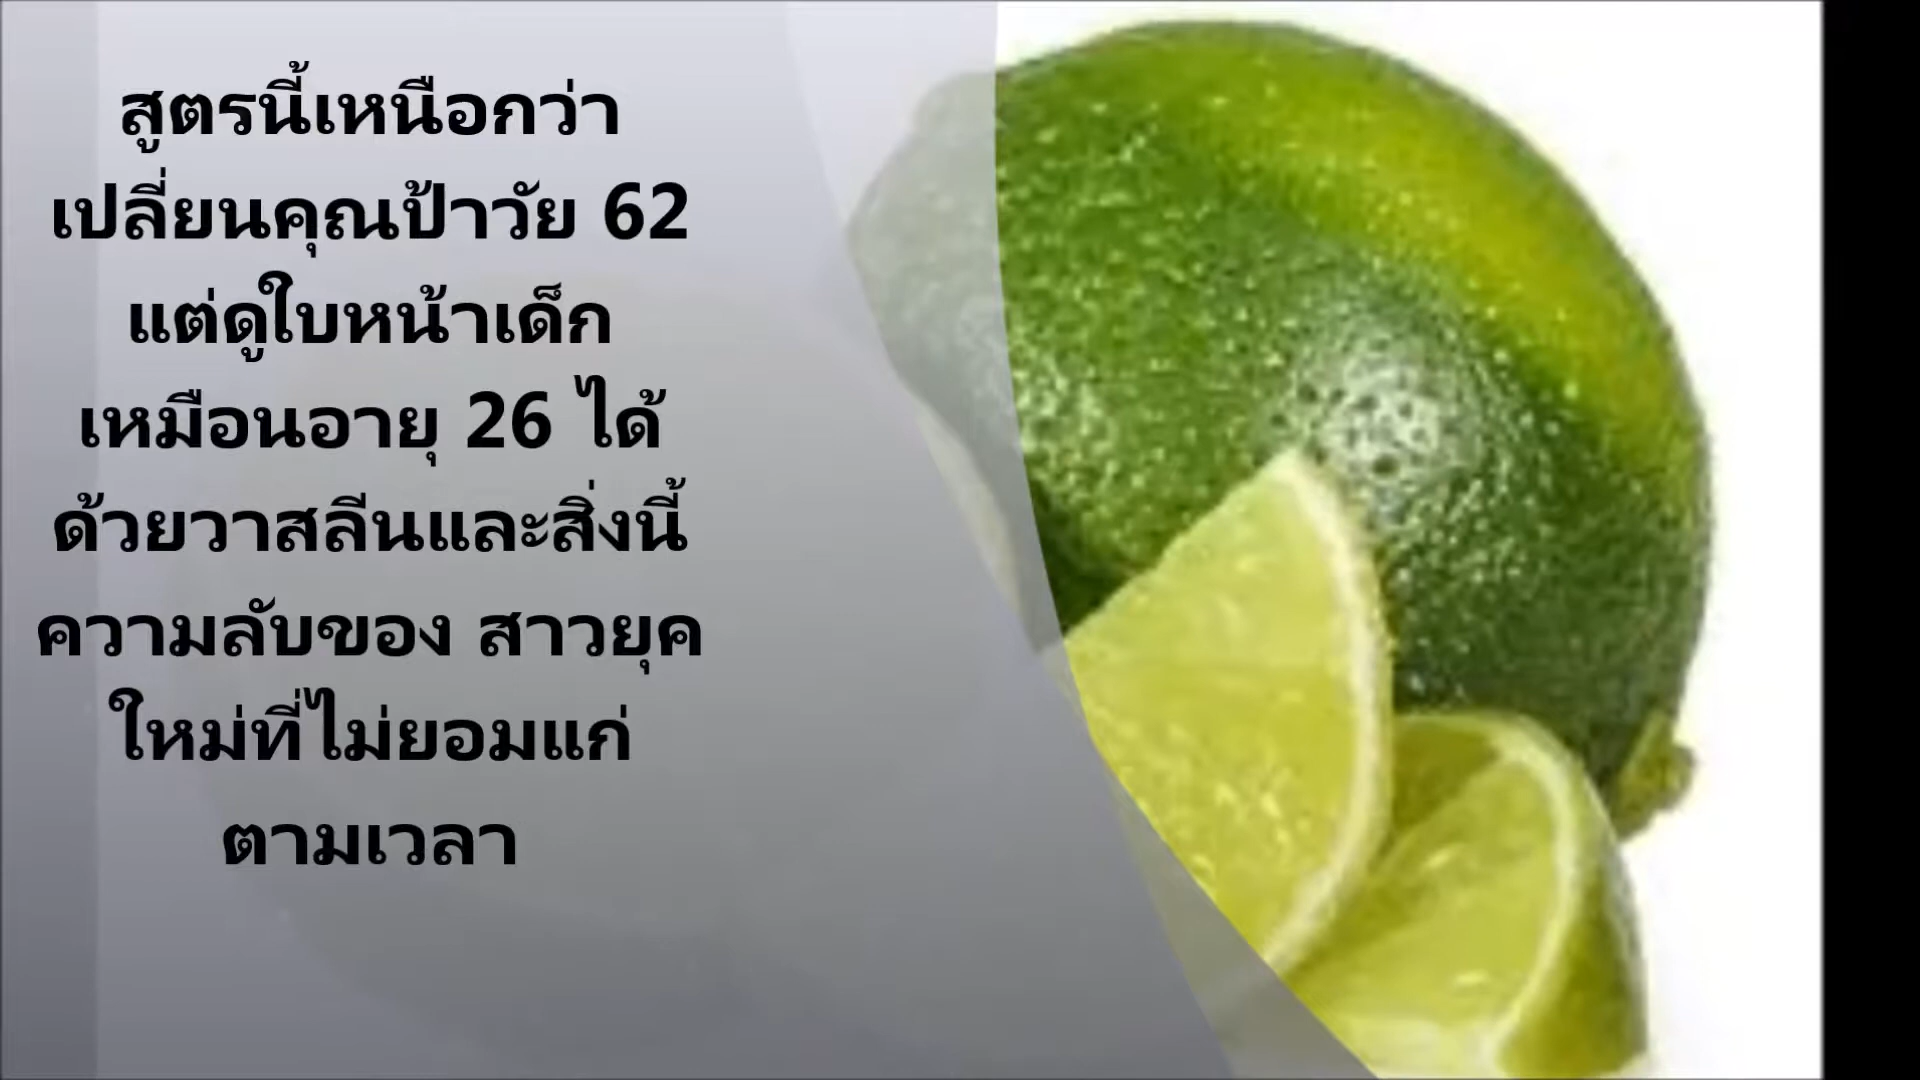 สูตรนี้เหนือกว่า
เปลี่ยนคุณป้าวัย 62
แต่ดูใบหน้าเด็ก
เหมือนอายุ 26 ได้
ด้วยวาสลีนและสิ่งนี้
ความลับของ สาวยุค
ใหม่ที่ไม่ยอมแก่
ตามเวลา